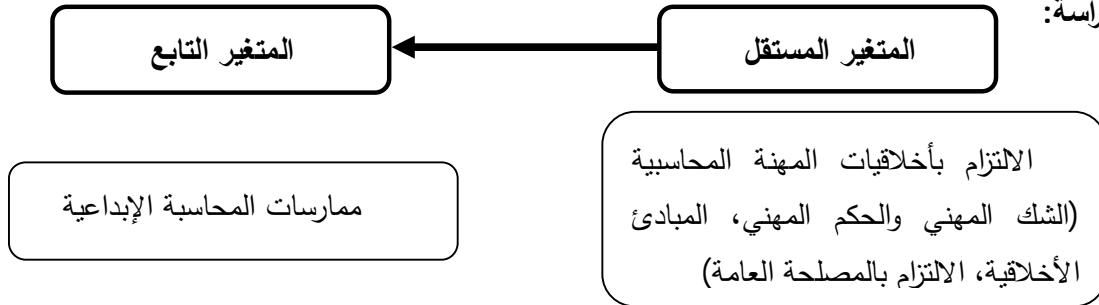 راسة:
المتغير المستقل
المتغير التابع
الالتزام بأخلاقيات المهنة المحاسبية
(الشك المهني والحكم المهني، المبادئ
الأخلاقية، الالتزام بالمصلحة العامة)
ممارسات المحاسبة الإبداعية